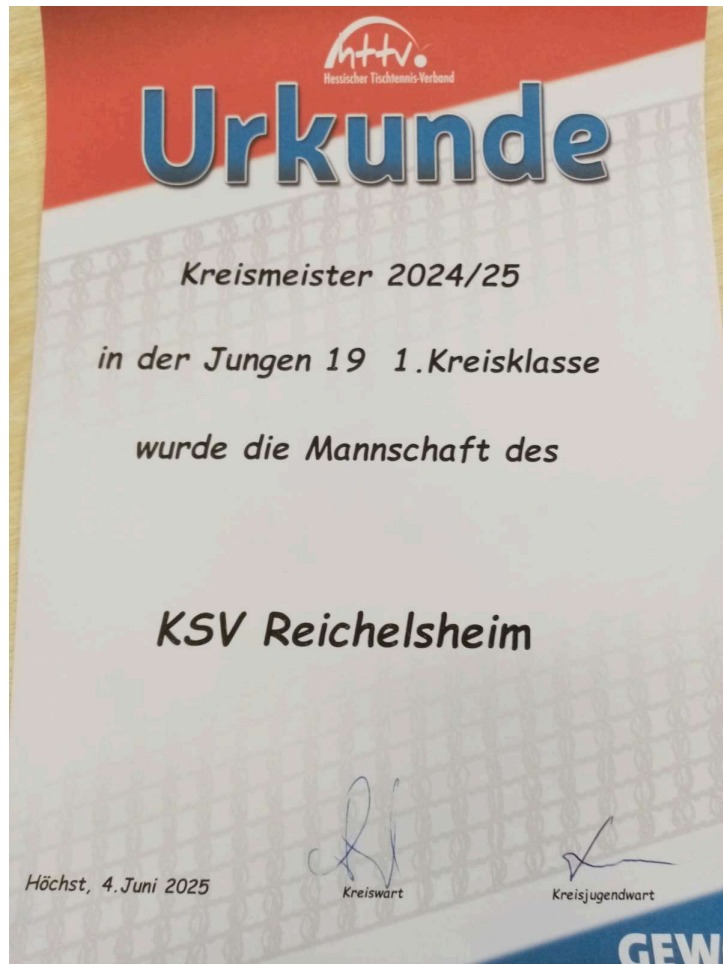 httv.
Hessischer Tischtennis-Verband
Urkunde
Kreismeister 2024/25
in der Jungen 19 1.Kreisklasse
wurde die Mannschaft des
KSV Reichelsheim
Höchst, 4.Juni 2025
Kreiswart
Kreisjugendwart
GEW